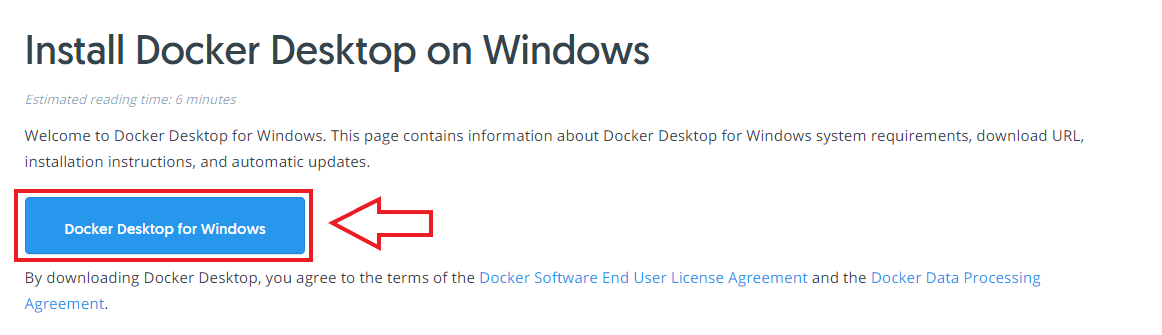 Install Docker Desktop on Windows
Estimated reading time: 6 minutes
Welcome to Docker Desktop for Windows. This page contains information about Docker Desktop for Windows system requirements, download URL,
installation instructions, and automatic updates.
Docker Desktop for Windows
By downloading Docker Desktop, you agree to the terms of the Docker Software End User License Agreement and the Docker Data Processing
Agreement.